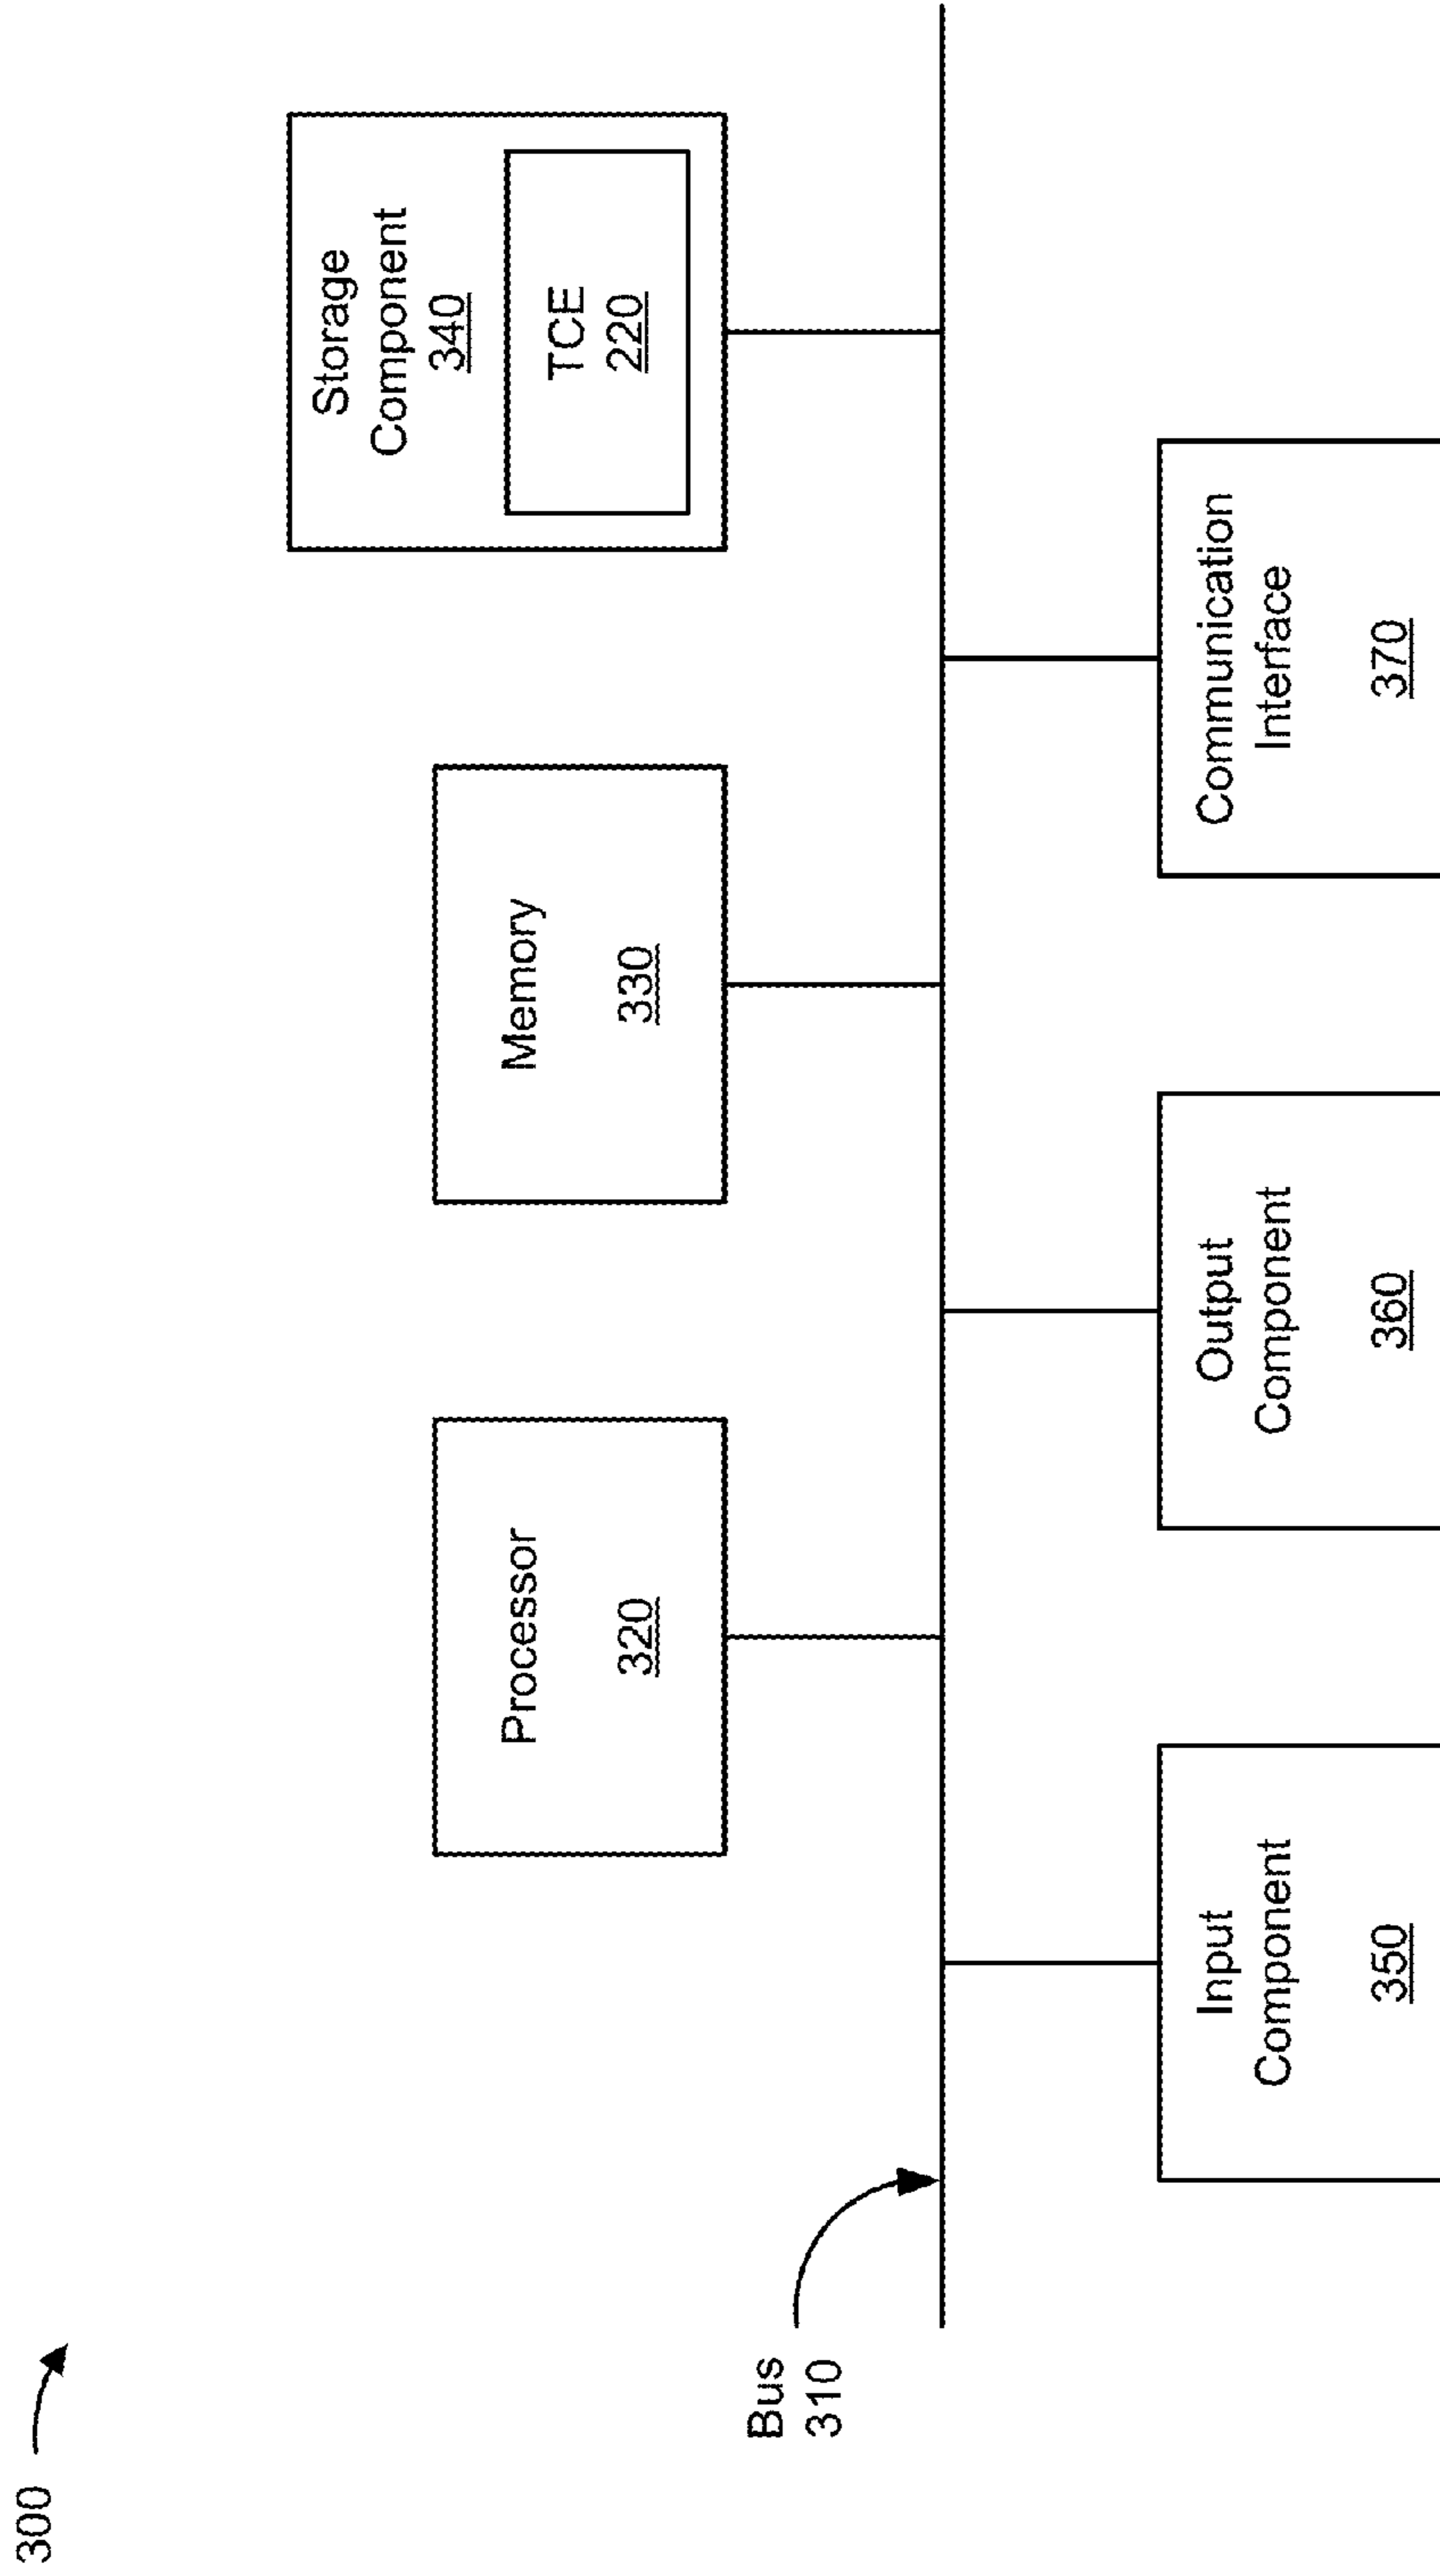 300
Bus
310
Processor
320
Memory
330
Storage
Component
340
TCE
220
Input
Component
350
Output
Component
360
Communication
Interface
370